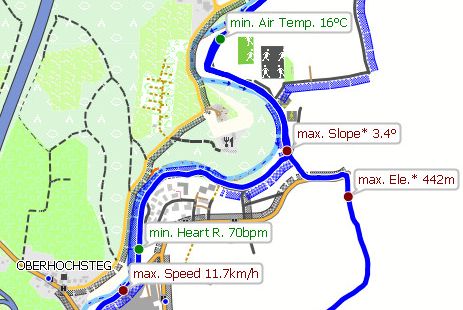 min. Air Temp. 16°C
max. Slope* 3.4°
max. Ele.* 442m
min. Heart R. 70bpm
OBERHOCHSTEG
max. Speed 11.7km/h